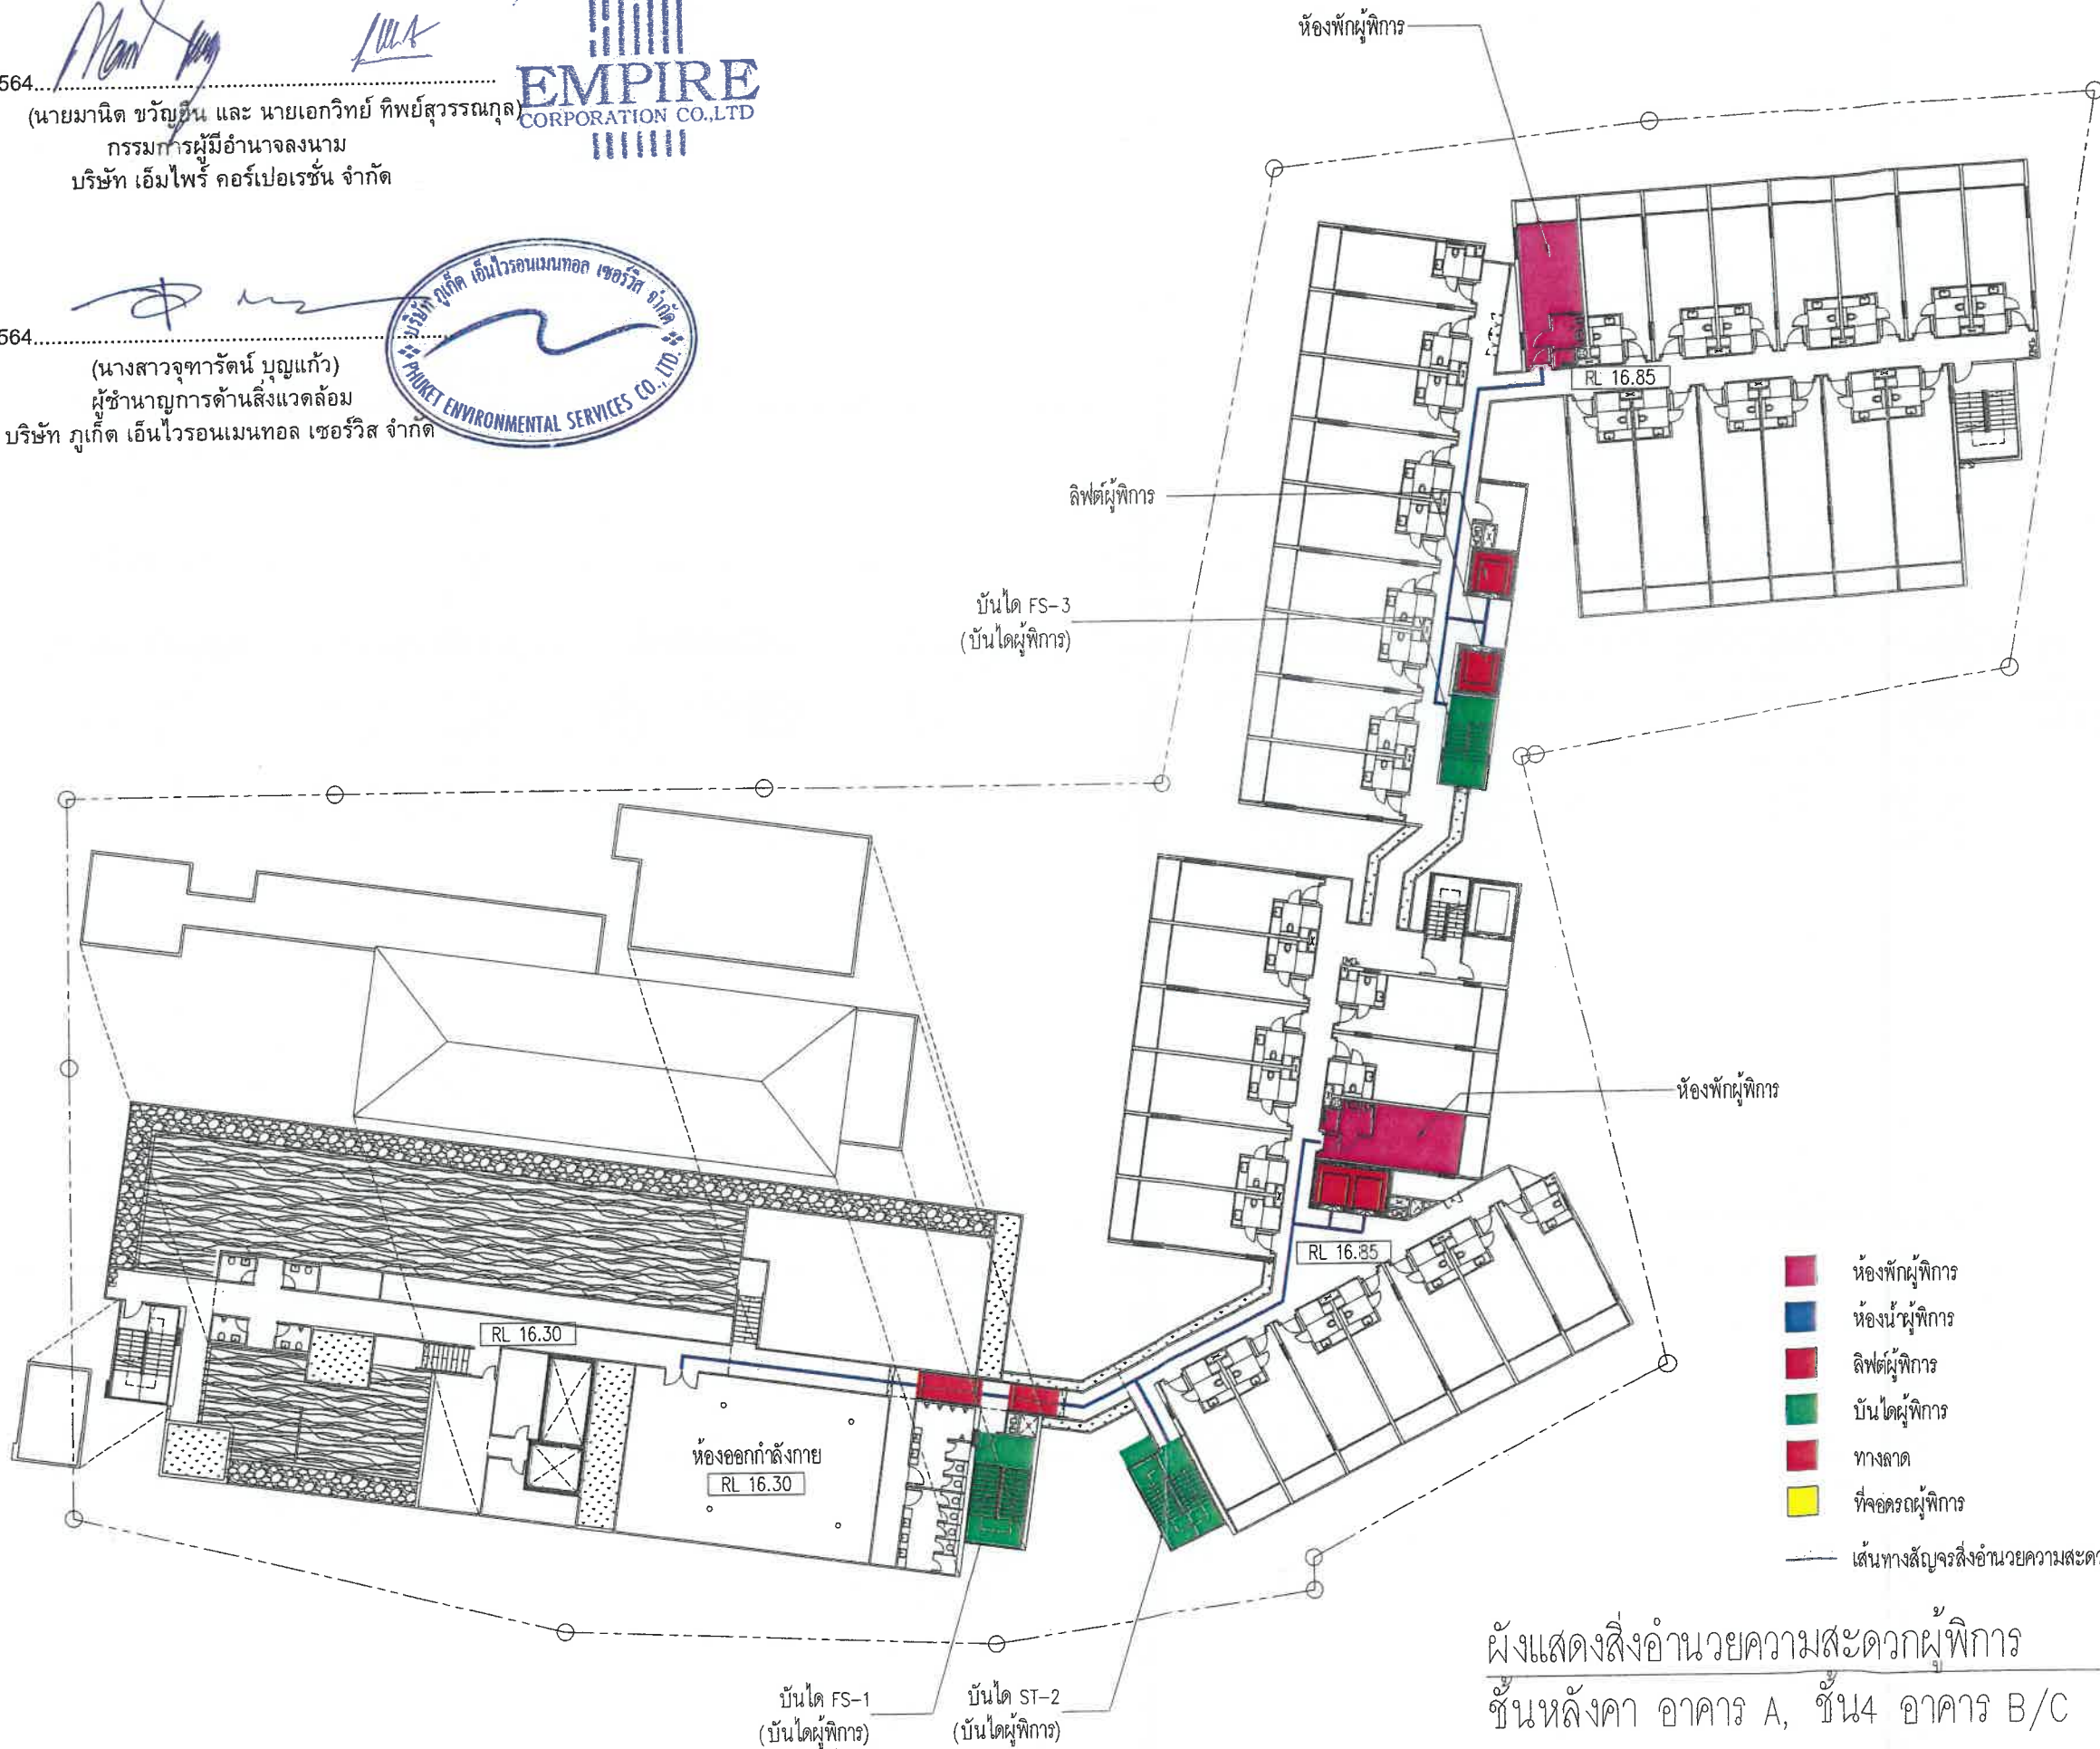 564
(นายมานิต ขวัญยืน และ นายเอกวิทย์ ทิพย์สุวรรณกุล)
กรรมการผู้มีอำนาจลงนาม
บริษัท เอ็มไพร์ คอร์เปอเรชั่น จำกัด
EMPIRE
CORPORATION CO.,LTD
564
(นางสาวจุฑารัตน์ บุญแก้ว)
ผู้ชำนาญการด้านสิ่งแวดล้อม
บริษัท ภูเก็ต เอ็นไวรอนเมนทอล เซอร์วิส จำกัด
บริษัท ภูเก็ต เอ็นไวรอนเมนทอล เซอร์วิส จำกัด
PHUKET ENVIRONMENTAL SERVICES CO.,LTD.
ห้องพักผู้พิการ
RL 16.85
ลิฟต์ผู้พิการ
บันได FS-3
(บันไดผู้พิการ)
ห้องพักผู้พิการ
RL 16.85
RL 16.30
ห้องออกกำลังกาย
RL 16.30
บันได FS-1
(บันไดผู้พิการ)
บันได ST-2
(บันไดผู้พิการ)
ห้องพักผู้พิการ
ห้องน้ำผู้พิการ
ลิฟต์ผู้พิการ
บันไดผู้พิการ
ทางลาด
ที่จอดรถผู้พิการ
เส้นทางสัญจรสิ่งอำนวยความสะดว
ผังแสดงสิ่งอำนวยความสะดวกผู้พิการ
ชั้นหลังคา อาคาร A, ชั้น4 อาคาร B/C